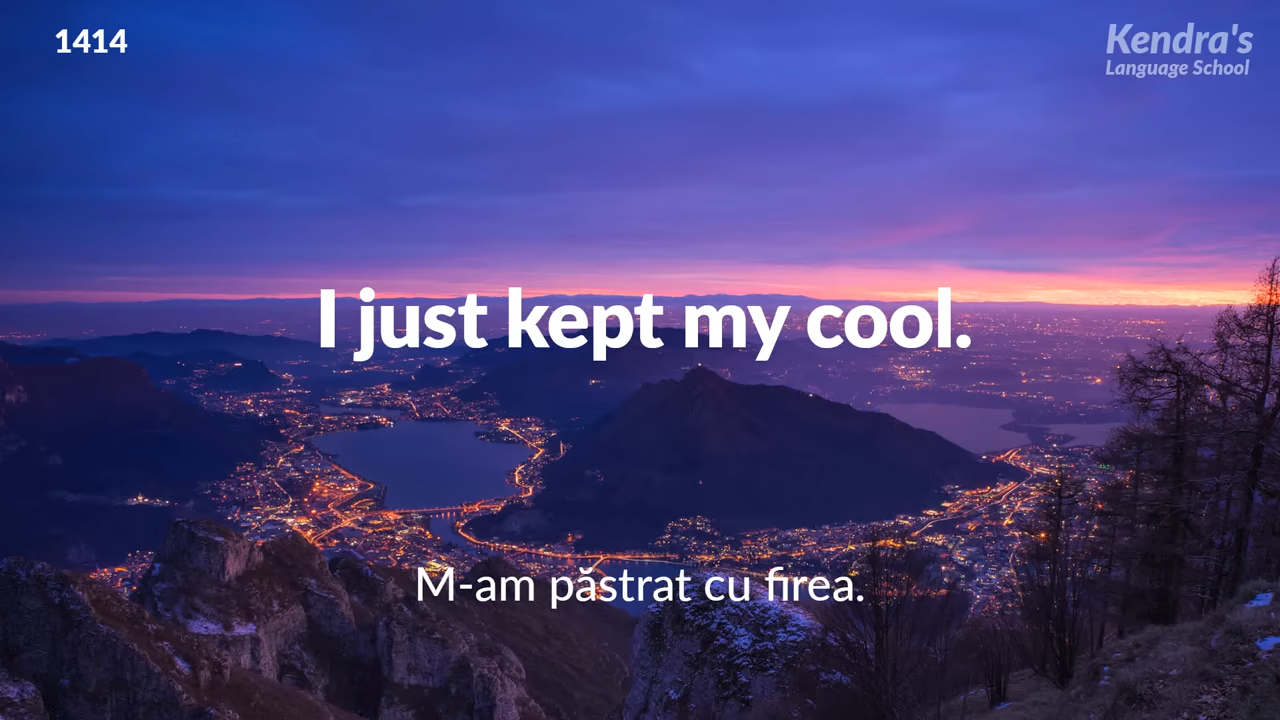 1414
Kendra's
Language School
I just kept my cool.
M-am păstrat cu firea.